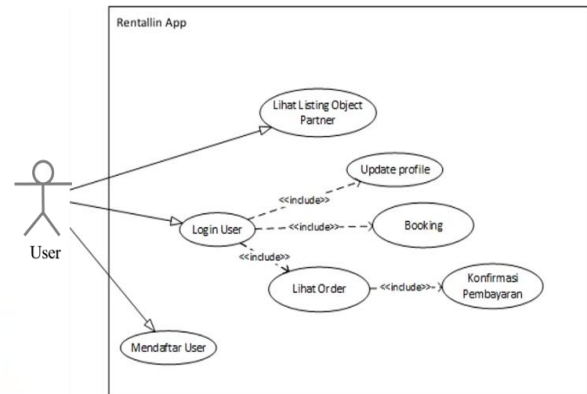 Rentallin App
Lihat Listing Object
Partner
Update profile
<<include>>
User
Login User
<<include>>
Booking
<<include>>
Lihat Order
<<include>>
Konfirmasi
Pembayaran
Mendaftar User